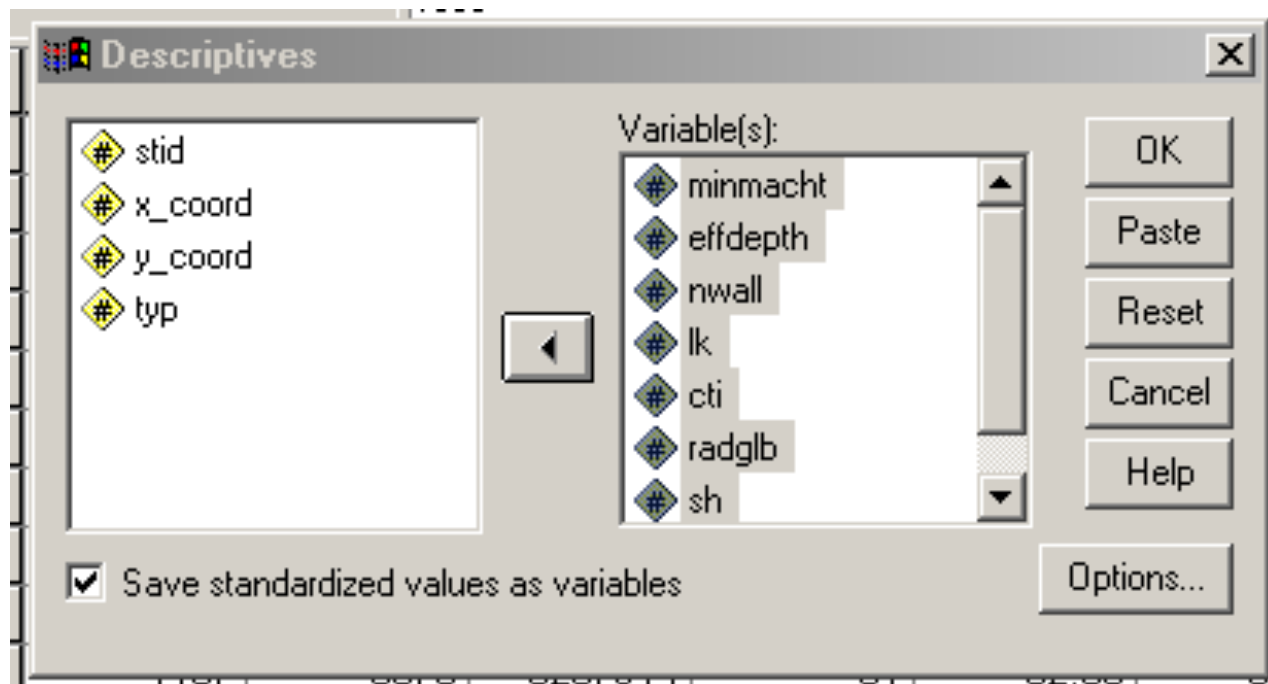 Descriptives
stid
x_coord
y_coord
typ
Variable(s):
minmacht
effdepth
nwall
lk
cti
radglb
sh
OK
Paste
Reset
Cancel
Help
Options...
Save standardized values as variables